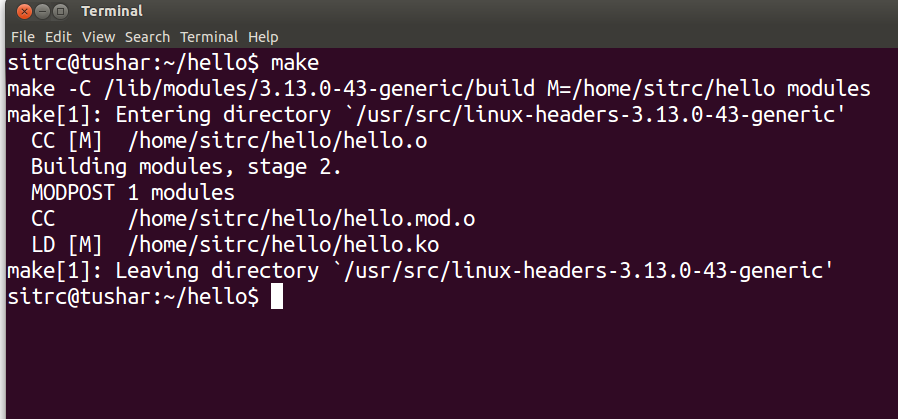 Terminal
File Edit View Search Terminal Help
sitrc@tushar:~/hello$ make
make -C /lib/modules/3.13.0-43-generic/build M=/home/sitrc/hello modules
make[1]: Entering directory `/usr/src/linux-headers-3.13.0-43-generic'
  CC [M]  /home/sitrc/hello/hello.o
  Building modules, stage 2.
  MODPOST 1 modules
  CC      /home/sitrc/hello/hello.mod.o
  LD [M]  /home/sitrc/hello/hello.ko
make[1]: Leaving directory `/usr/src/linux-headers-3.13.0-43-generic'
sitrc@tushar:~/hello$